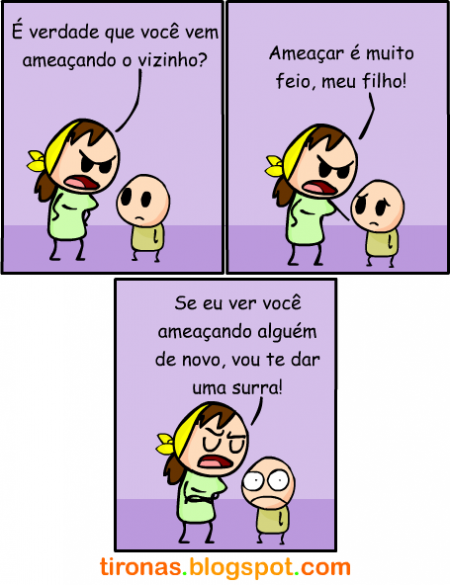 É verdade que você vem
ameaçando o vizinho?
Ameaçar é muito
feio, meu filho!
Se eu ver você
ameaçando alguém
de novo, vou te dar
uma surra!
tironas.blogspot.com